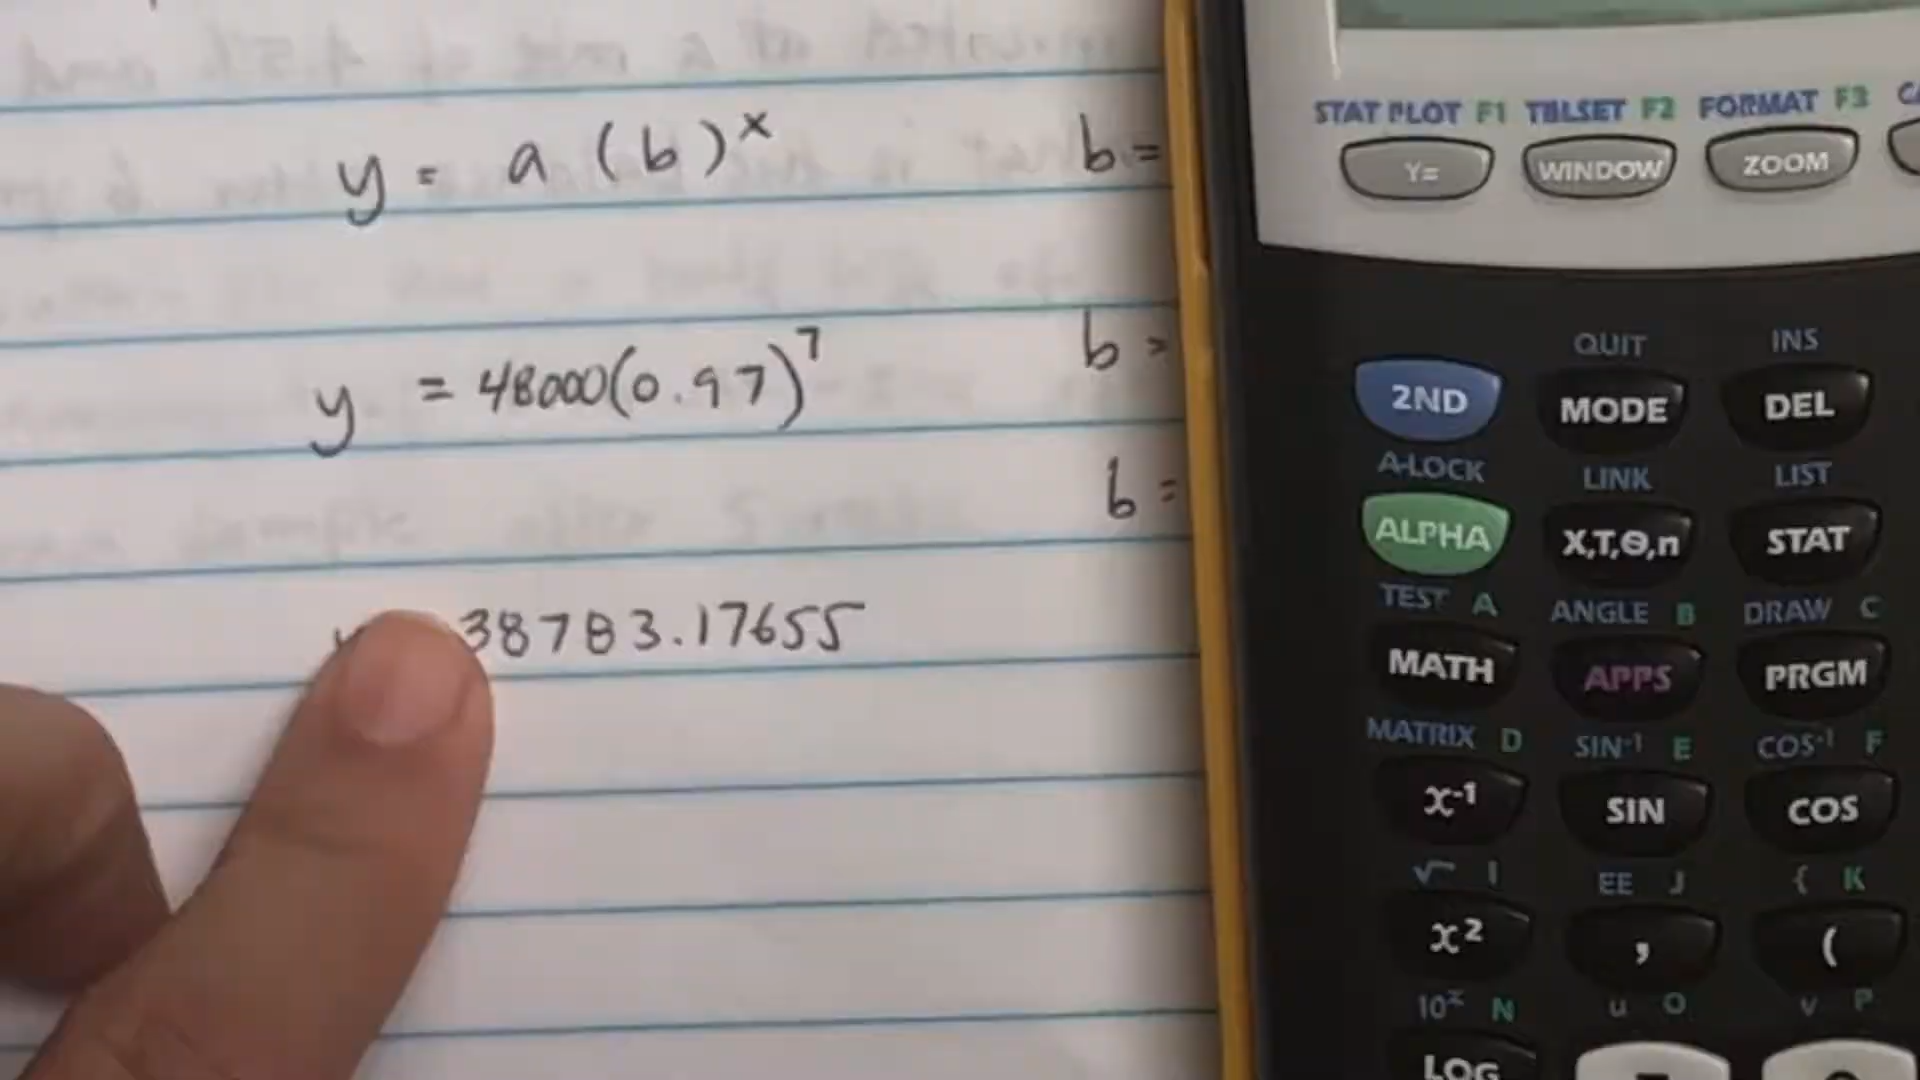 y = a (b)^x
b =
y = 48000(0.97)^7
b =
b =
38783.17655
STAT PLOT F1 TBLSET F2 FORMAT F3
Y= WINDOW ZOOM
QUIT INS
2ND MODE DEL
A-LOCK LINK LIST
ALPHA X,T,Θ,n STAT
TEST A ANGLE B DRAW C
MATH APPS PRGM
MATRIX D SIN⁻¹ E COS⁻¹ F
x⁻¹ SIN COS
√ I EE J { K
x² , (
10ˣ N u O v P
LOG